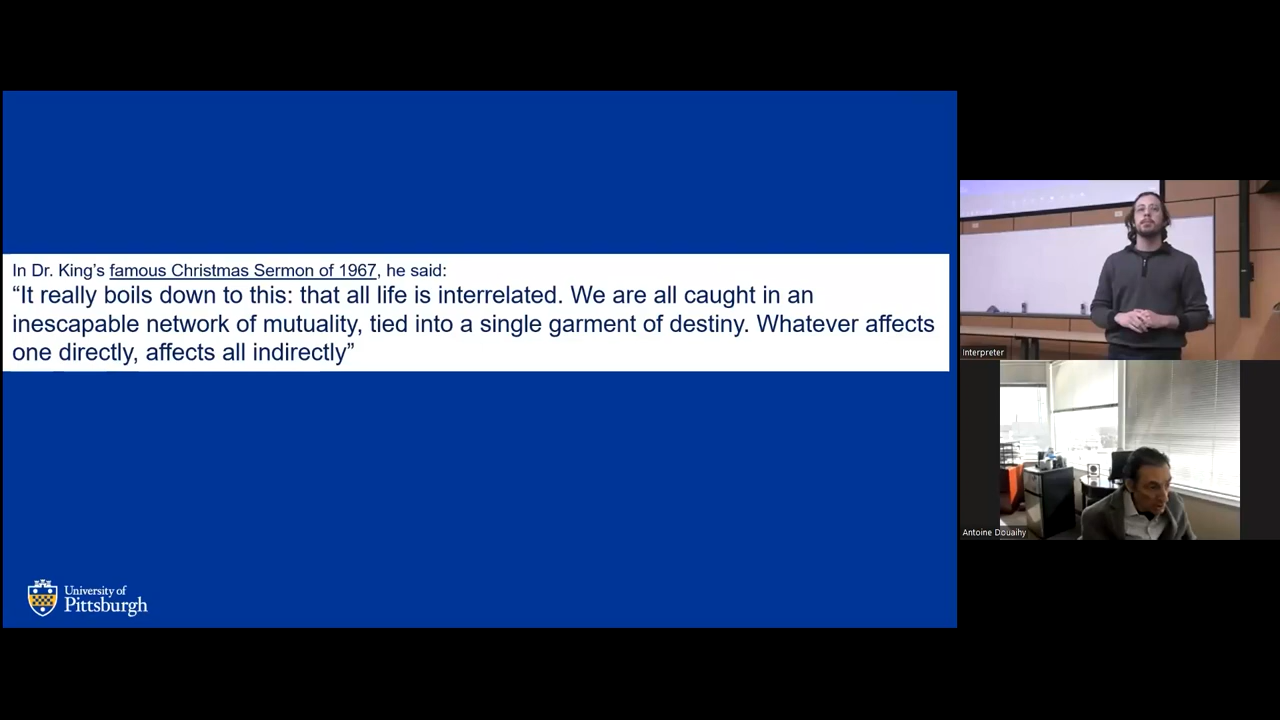 In Dr. King’s famous Christmas Sermon of 1967, he said:
“It really boils down to this: that all life is interrelated. We are all caught in an
inescapable network of mutuality, tied into a single garment of destiny. Whatever affects
one directly, affects all indirectly”
University of
Pittsburgh
Interpreter
Antoine Douaihy